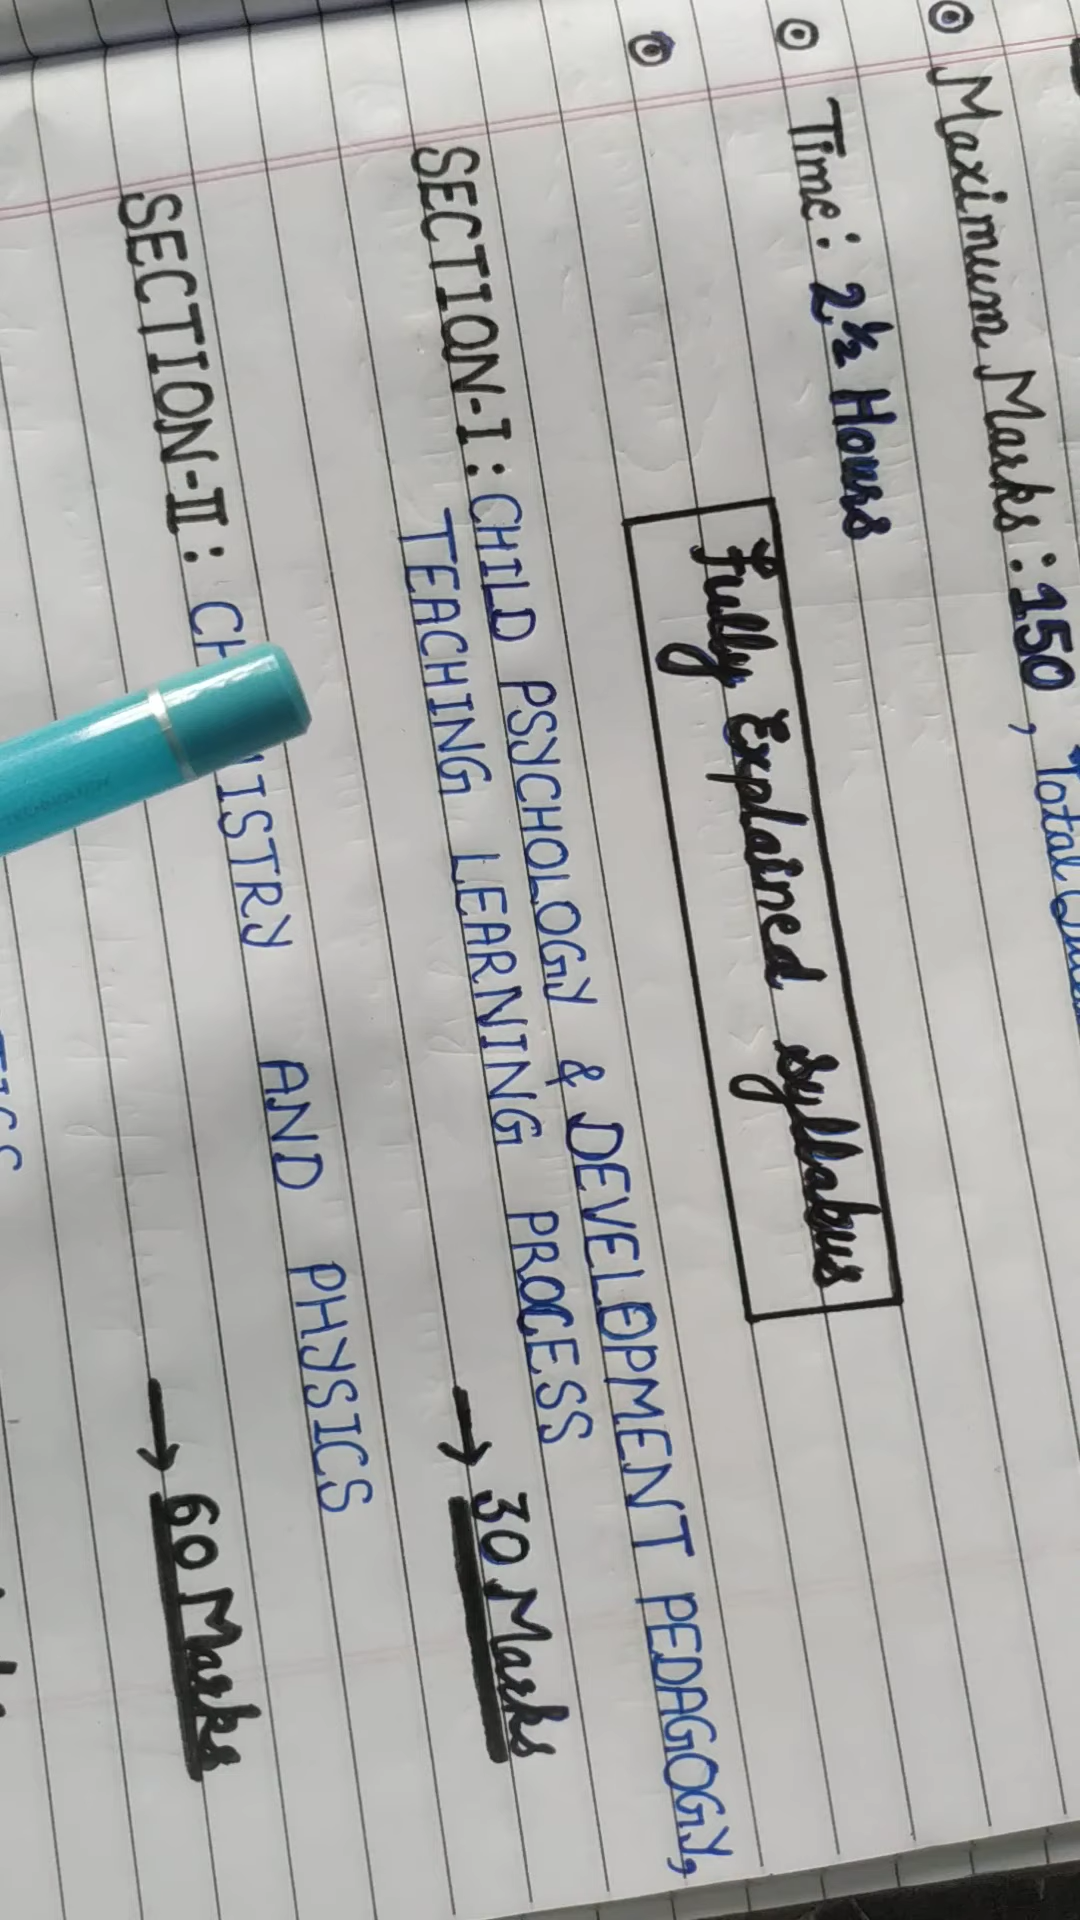 Maximum Marks : 150, Total
Time : 2½ Hours
Fully Explained Syllabus
SECTION-I : CHILD PSYCHOLOGY & DEVELOPMENT PEDAGOGY,
TEACHING LEARNING PROCESS
→ 30 Marks
SECTION-II : CHEMISTRY AND PHYSICS
→ 60 Marks